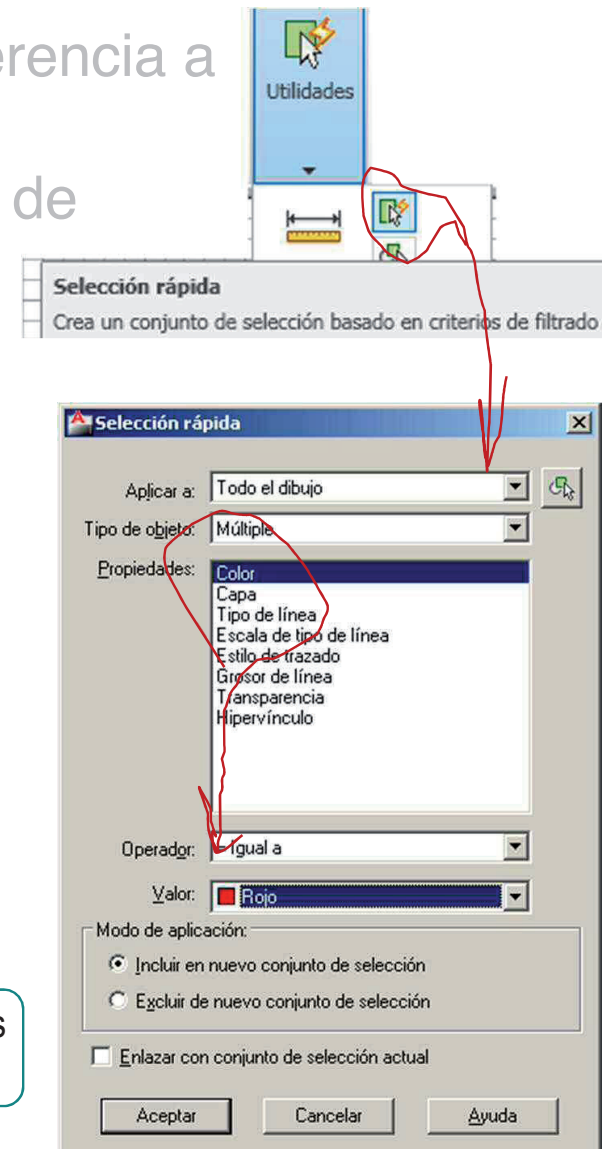 erencia a
Utilidades
de
Selección rápida
Crea un conjunto de selección basado en criterios de filtrado
Selección rápida
Aplicar a: Todo el dibujo
Tipo de objeto: Múltiple
Propiedades:
Color
Capa
Tipo de línea
Escala de tipo de línea
Estilo de trazado
Grosor de línea
Transparencia
Hipervínculo
Operador: = Igual a
Valor: Rojo
Modo de aplicación:
Incluir en nuevo conjunto de selección
Excluir de nuevo conjunto de selección
s
Enlazar con conjunto de selección actual
Aceptar Cancelar Ayuda